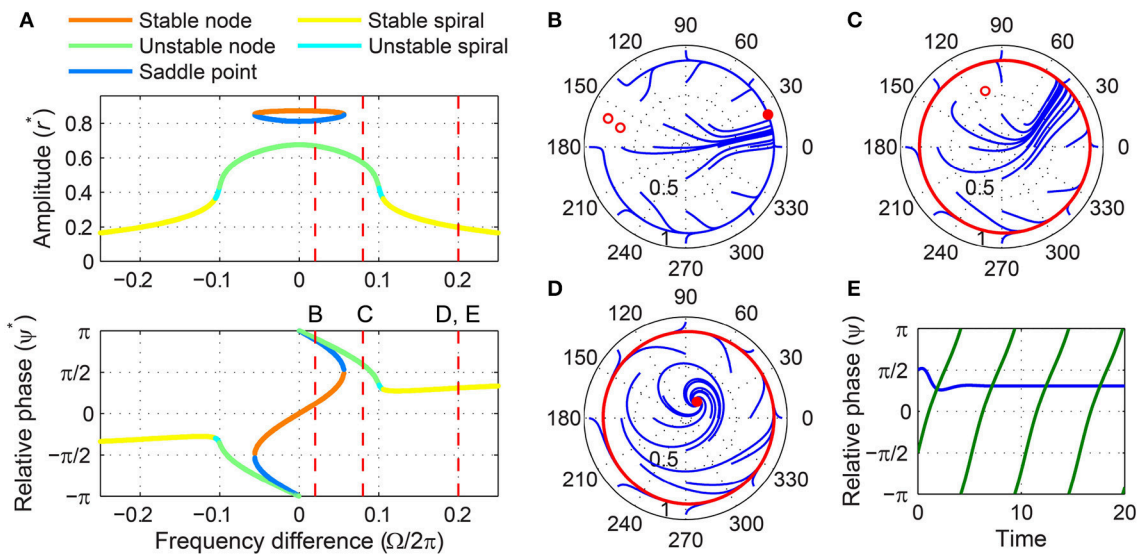 A
Stable node
Unstable node
Saddle point
Stable spiral
Unstable spiral
Amplitude (r*)
0.8
0.6
0.4
0.2
0
−0.2
−0.1
0
0.1
0.2
B C D, E
Relative phase (ψ*)
π
π/2
0
−π/2
−π
−0.2
−0.1
0
0.1
0.2
Frequency difference (Ω/2π)
B
90
120
60
150
30
180
0
0.5
210
330
1
240
300
270
C
90
120
60
150
30
180
0
0.5
210
330
1
240
300
270
D
90
120
60
150
30
180
0
0.5
210
330
1
240
300
270
E
Relative phase (ψ)
π
π/2
0
−π/2
−π
0
10
20
Time